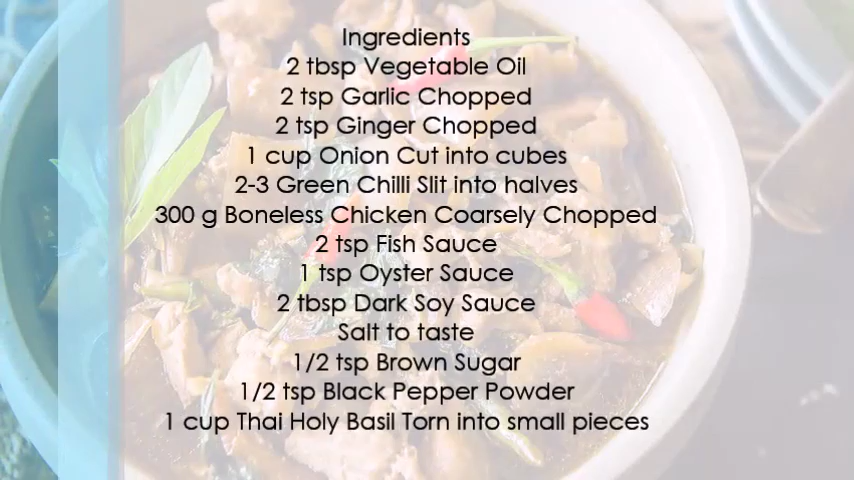 Ingredients
2 tbsp Vegetable Oil
2 tsp Garlic Chopped
2 tsp Ginger Chopped
1 cup Onion Cut into cubes
2-3 Green Chilli Slit into halves
300 g Boneless Chicken Coarsely Chopped
2 tsp Fish Sauce
1 tsp Oyster Sauce
2 tbsp Dark Soy Sauce
Salt to taste
1/2 tsp Brown Sugar
1/2 tsp Black Pepper Powder
1 cup Thai Holy Basil Torn into small pieces